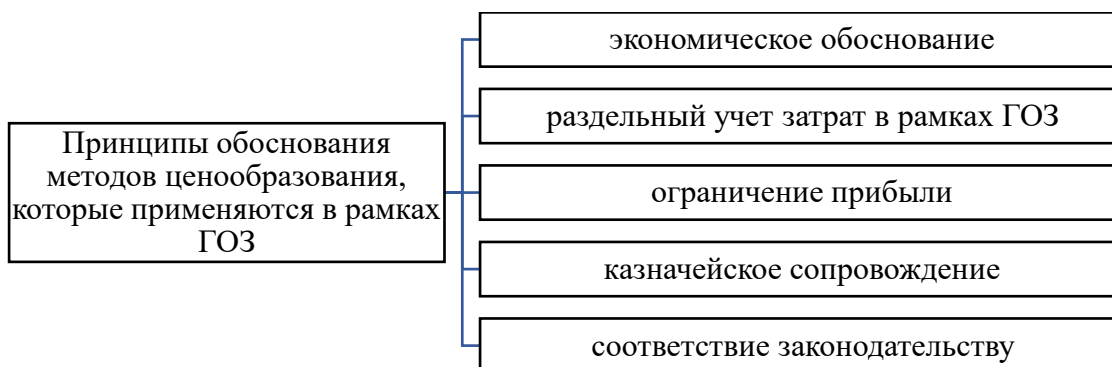 Принципы обоснования
методов ценообразования,
которые применяются в рамках
ГОЗ
экономическое обоснование
раздельный учет затрат в рамках ГОЗ
ограничение прибыли
казначейское сопровождение
соответствие законодательству